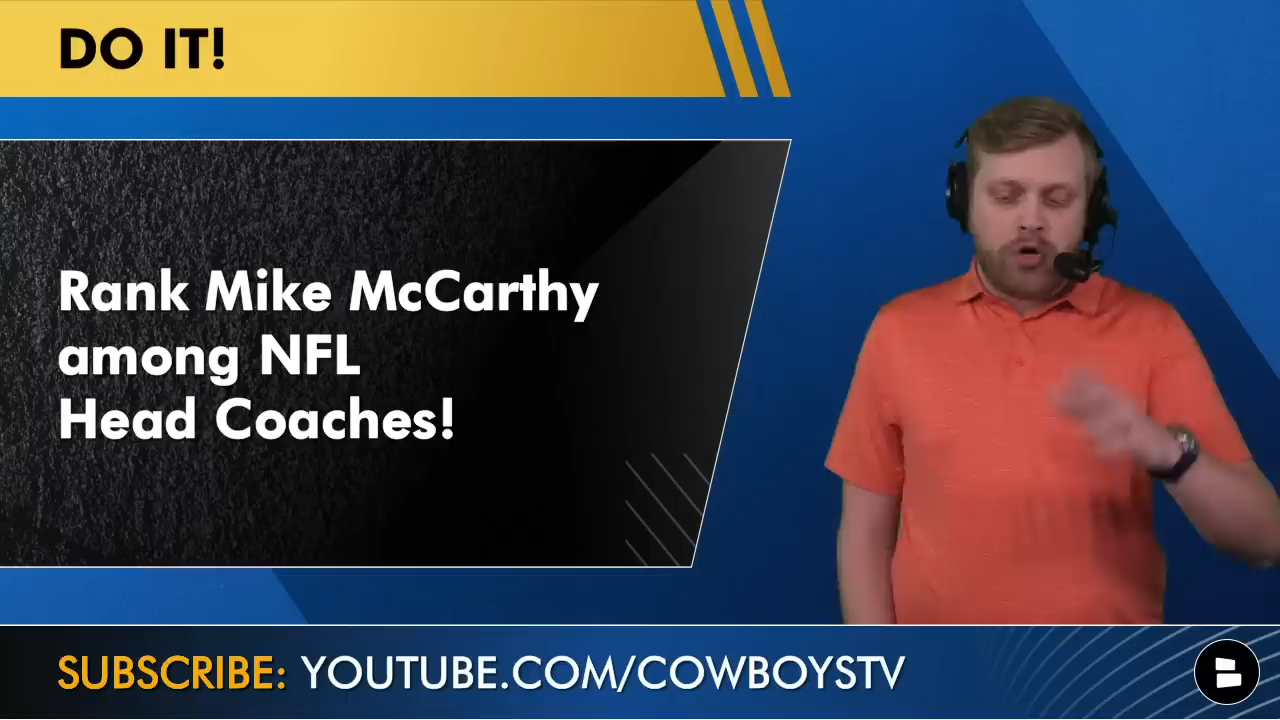 DO IT!
Rank Mike McCarthy
among NFL
Head Coaches!
SUBSCRIBE: YOUTUBE.COM/COWBOYSTV